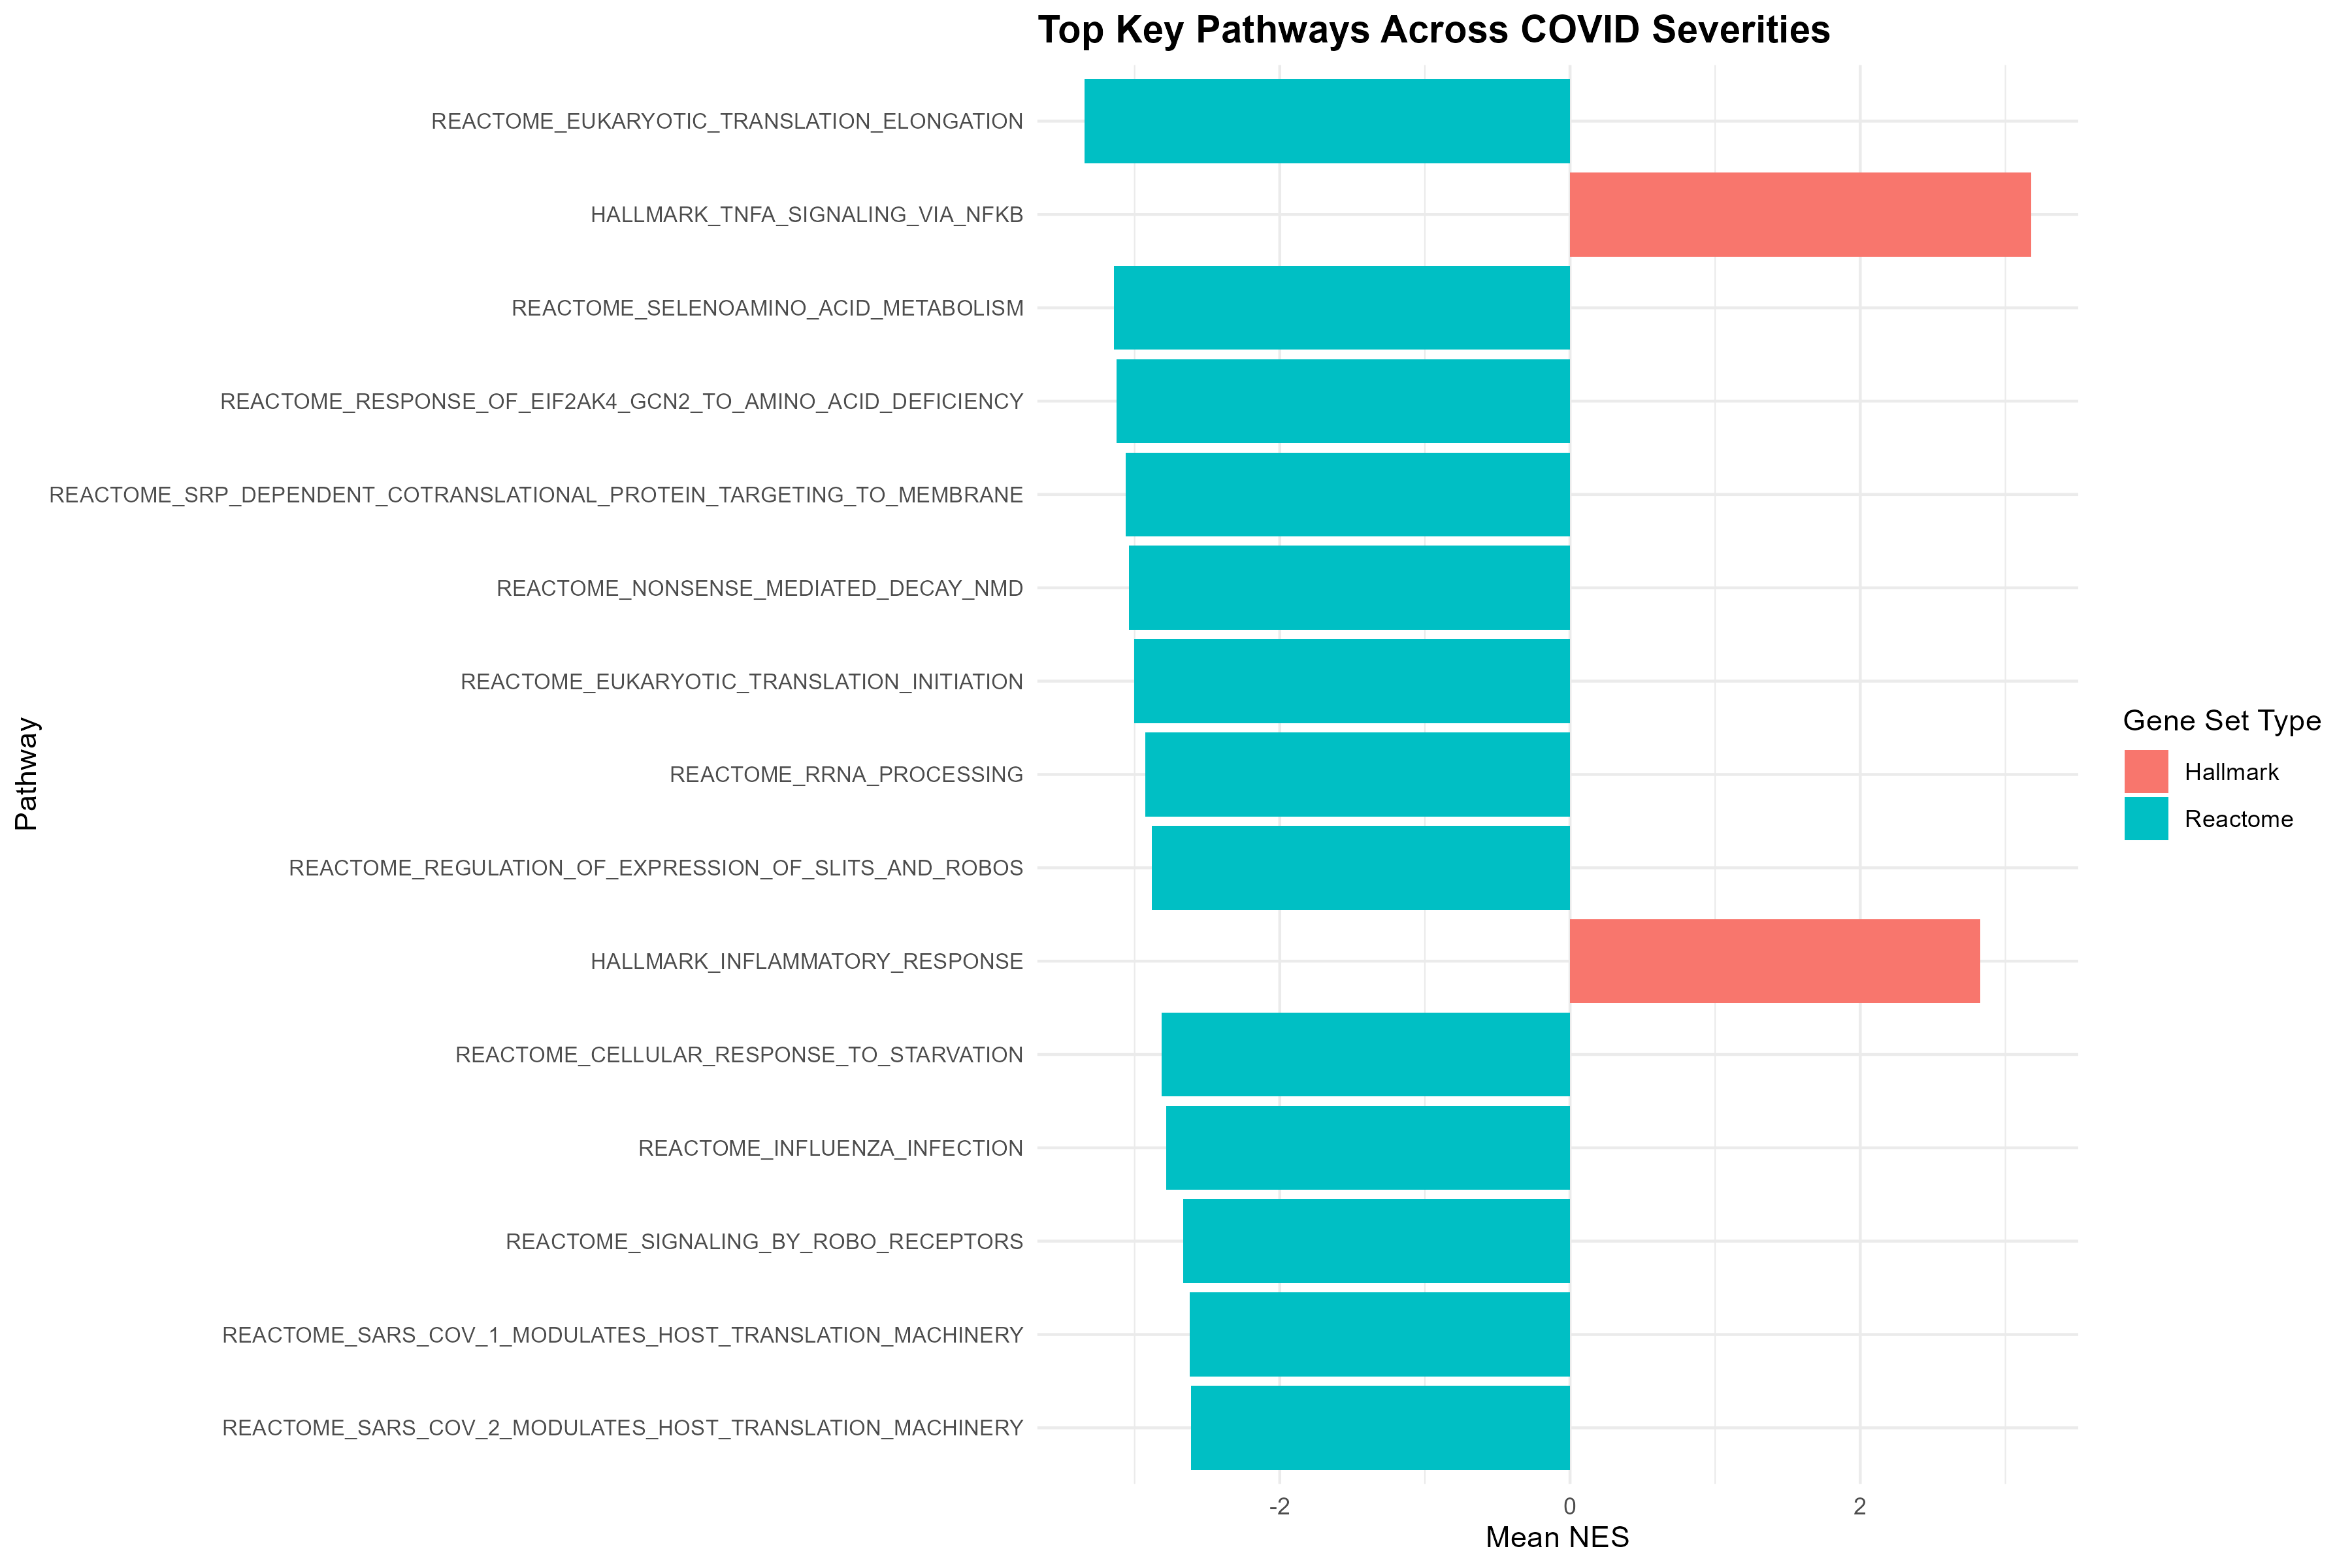 Top Key Pathways Across COVID Severities
REACTOME_EUKARYOTIC_TRANSLATION_ELONGATION
HALLMARK_TNFA_SIGNALING_VIA_NFKB
REACTOME_SELENOAMINO_ACID_METABOLISM
REACTOME_RESPONSE_OF_EIF2AK4_GCN2_TO_AMINO_ACID_DEFICIENCY
REACTOME_SRP_DEPENDENT_COTRANSLATIONAL_PROTEIN_TARGETING_TO_MEMBRANE
REACTOME_NONSENSE_MEDIATED_DECAY_NMD
REACTOME_EUKARYOTIC_TRANSLATION_INITIATION
REACTOME_RRNA_PROCESSING
REACTOME_REGULATION_OF_EXPRESSION_OF_SLITS_AND_ROBOS
HALLMARK_INFLAMMATORY_RESPONSE
REACTOME_CELLULAR_RESPONSE_TO_STARVATION
REACTOME_INFLUENZA_INFECTION
REACTOME_SIGNALING_BY_ROBO_RECEPTORS
REACTOME_SARS_COV_1_MODULATES_HOST_TRANSLATION_MACHINERY
REACTOME_SARS_COV_2_MODULATES_HOST_TRANSLATION_MACHINERY
Pathway
-2 0 2
Mean NES
Gene Set Type
Hallmark
Reactome